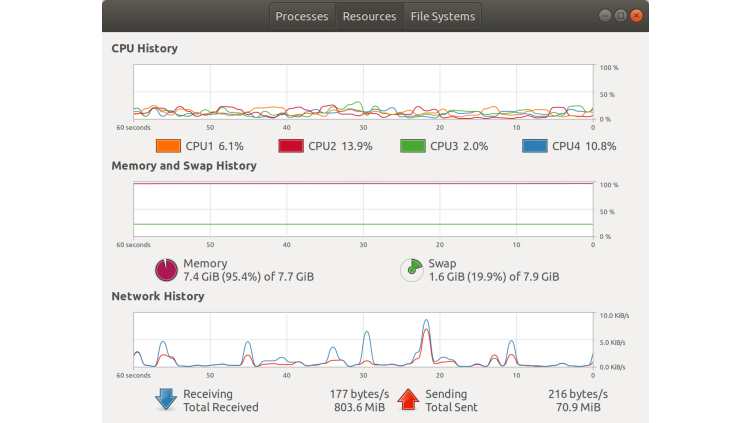 Processes Resources File Systems
CPU History
100 %
50 %
0 %
60 seconds 50 40 30 20 10 0
CPU1 6.1% CPU2 13.9% CPU3 2.0% CPU4 10.8%
Memory and Swap History
100 %
50 %
0 %
60 seconds 50 40 30 20 10 0
Memory Swap
7.4 GiB (95.4%) of 7.7 GiB 1.6 GiB (19.9%) of 7.9 GiB
Network History
10.0 KiB/s
5.0 KiB/s
0.0 KiB/s
60 seconds 50 40 30 20 10 0
Receiving 177 bytes/s Sending 216 bytes/s
Total Received 803.6 MiB Total Sent 70.9 MiB